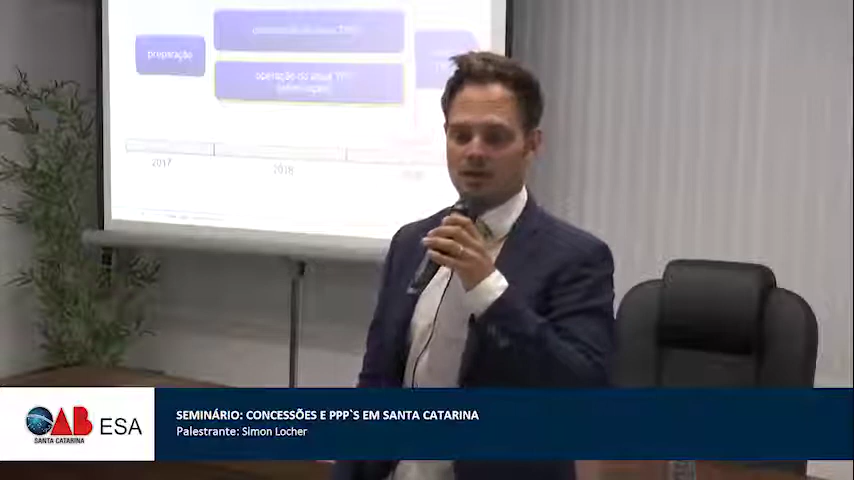 preparação
operação do atual TPP
2017
2018
OAB ESA
SANTA CATARINA
SEMINÁRIO: CONCESSÕES E PPP`S EM SANTA CATARINA
Palestrante: Simon Locher